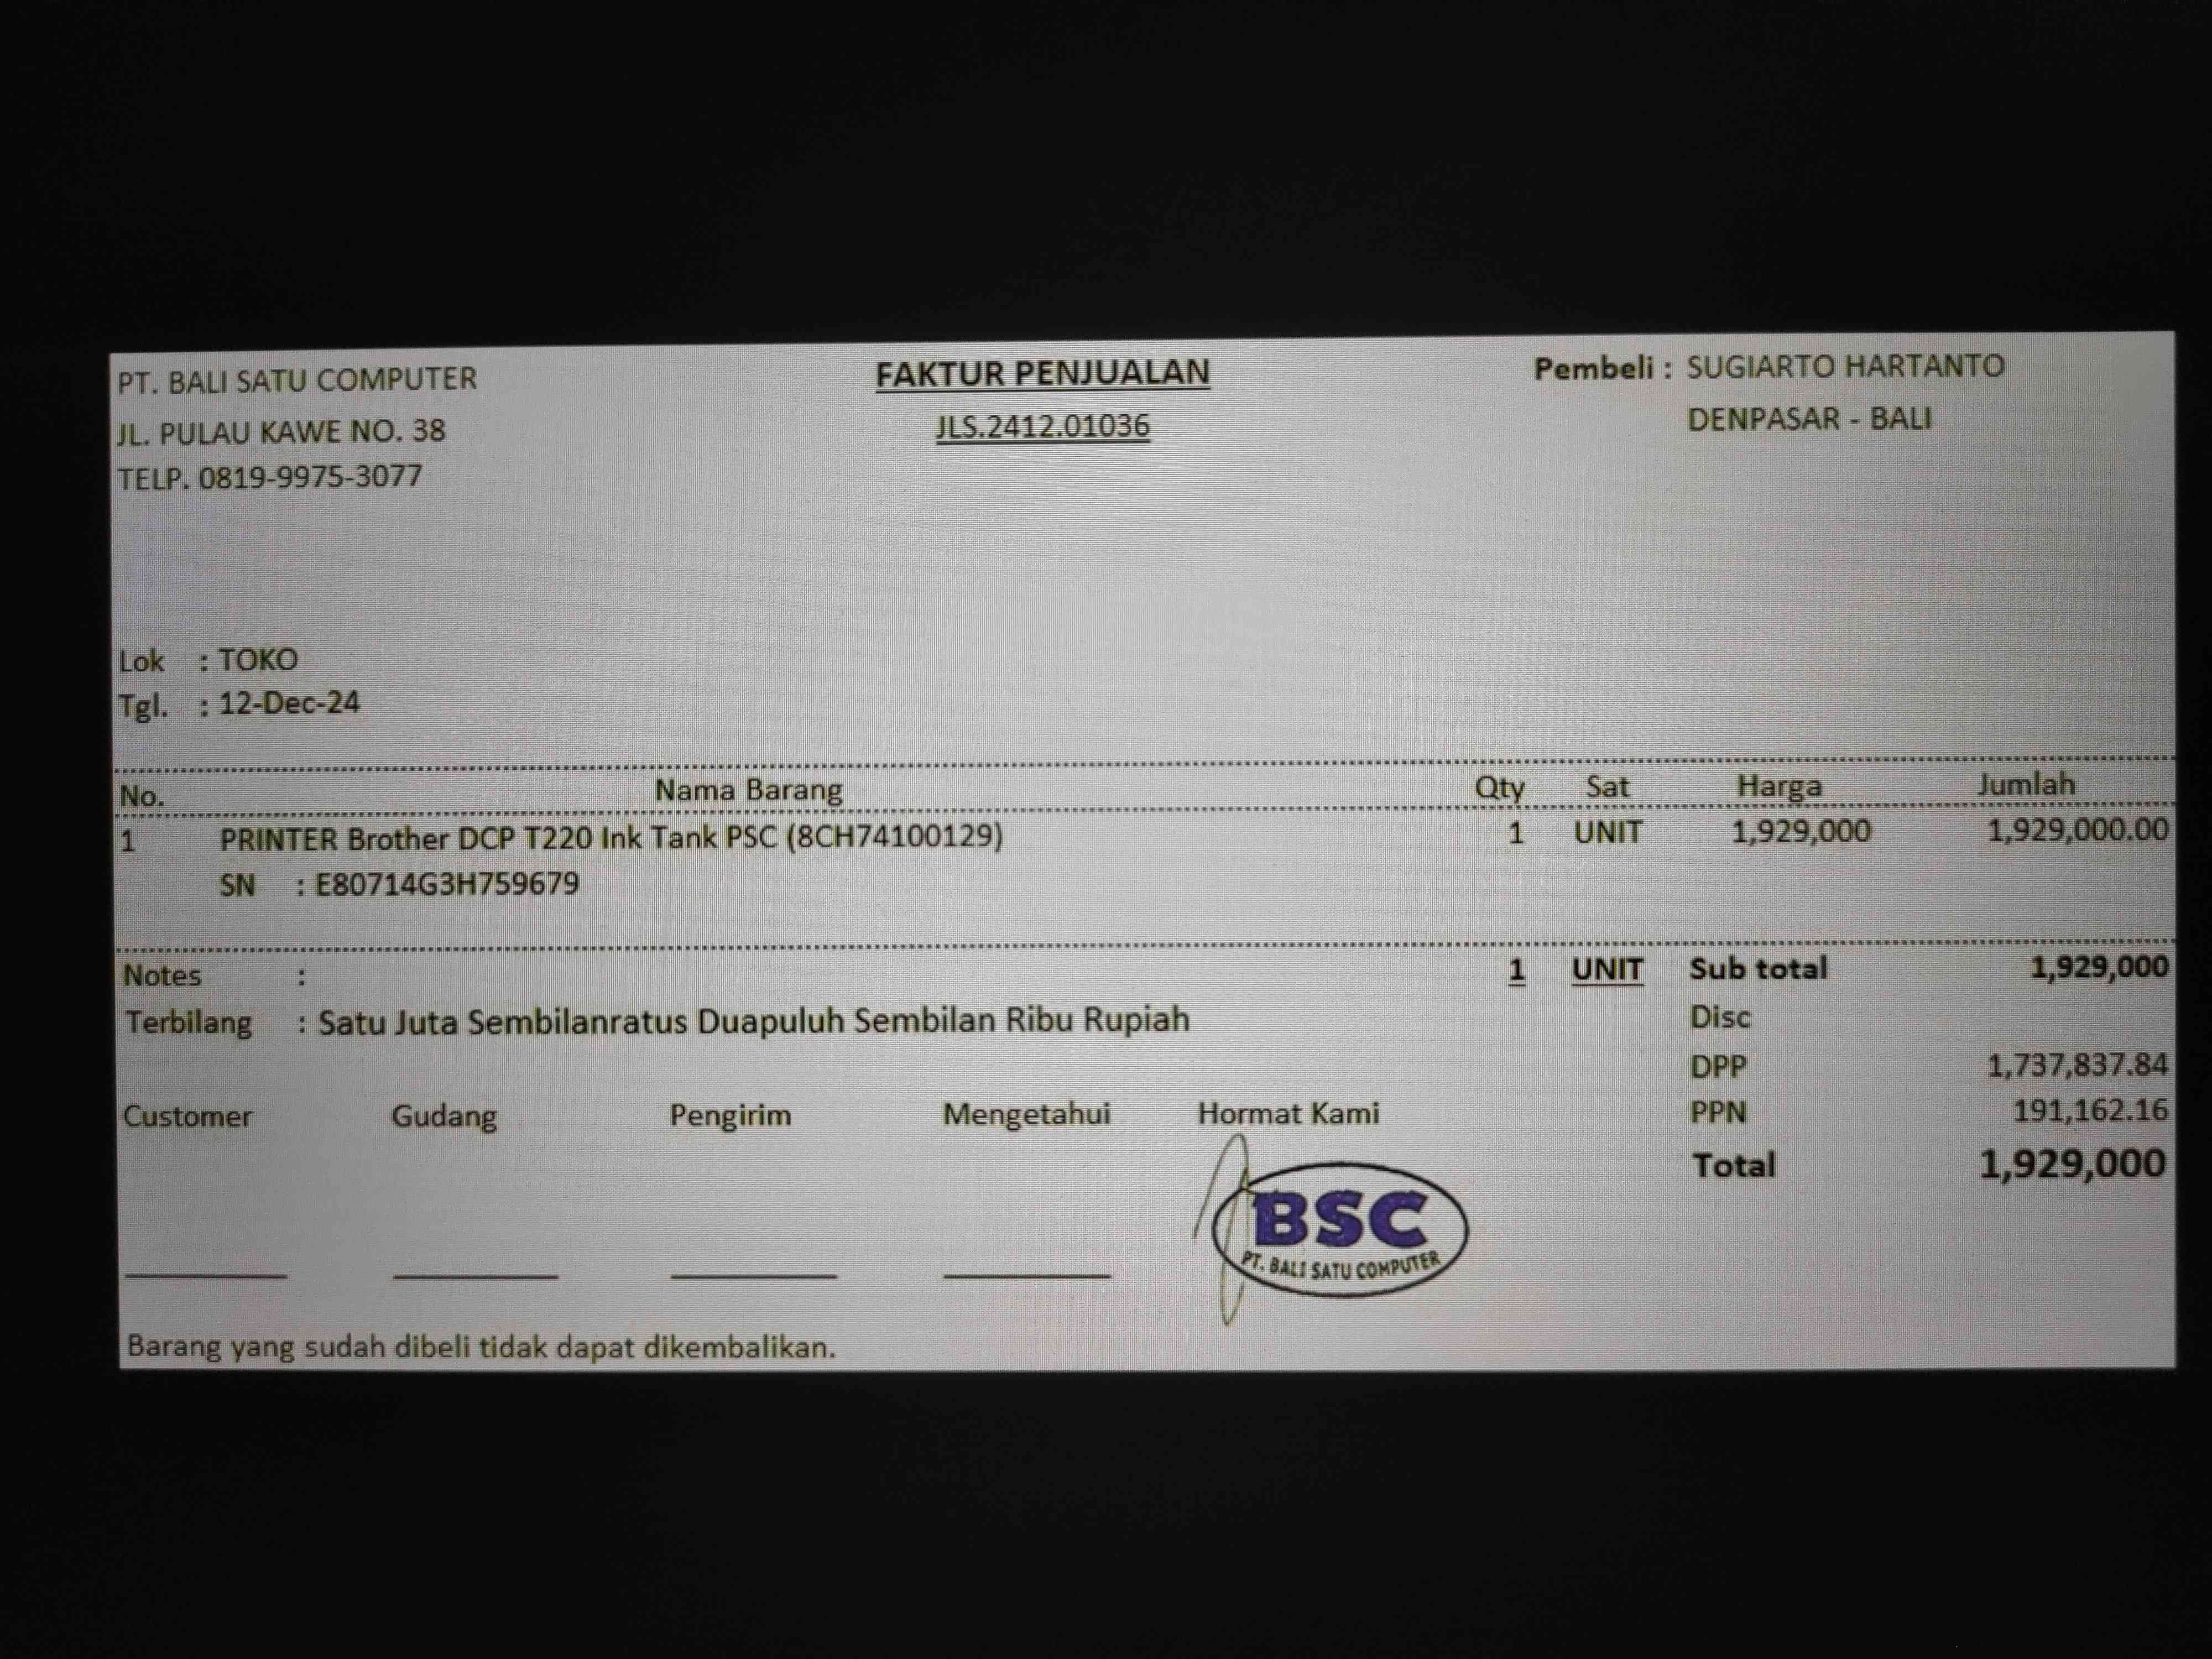 PT. BALI SATU COMPUTER
JL. PULAU KAWE NO. 38
TELP. 0819-9975-3077
FAKTUR PENJUALAN
JLS.2412.01036
Pembeli : SUGIARTO HARTANTO
DENPASAR - BALI
Lok : TOKO
Tgl. : 12-Dec-24
No. Nama Barang Qty Sat Harga Jumlah
1 PRINTER Brother DCP T220 Ink Tank PSC (8CH74100129) 1 UNIT 1,929,000 1,929,000.00
SN : E80714G3H759679
Notes : 1 UNIT Sub total 1,929,000
Terbilang : Satu Juta Sembilanratus Duapuluh Sembilan Ribu Rupiah
Disc
DPP 1,737,837.84
PPN 191,162.16
Total 1,929,000
Customer Gudang Pengirim Mengetahui Hormat Kami
BSC
PT. BALI SATU COMPUTER
Barang yang sudah dibeli tidak dapat dikembalikan.